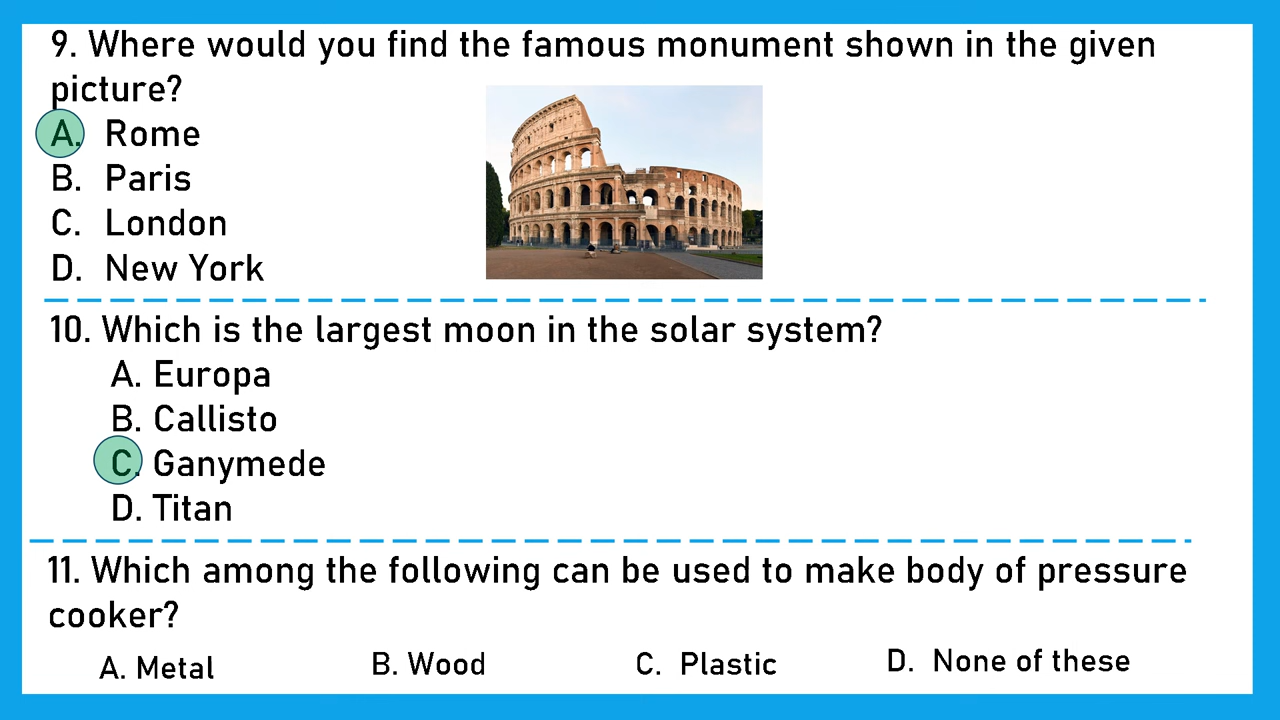 9. Where would you find the famous monument shown in the given
picture?
A. Rome
B. Paris
C. London
D. New York
10. Which is the largest moon in the solar system?
A. Europa
B. Callisto
C. Ganymede
D. Titan
11. Which among the following can be used to make body of pressure
cooker?
A. Metal B. Wood C. Plastic D. None of these